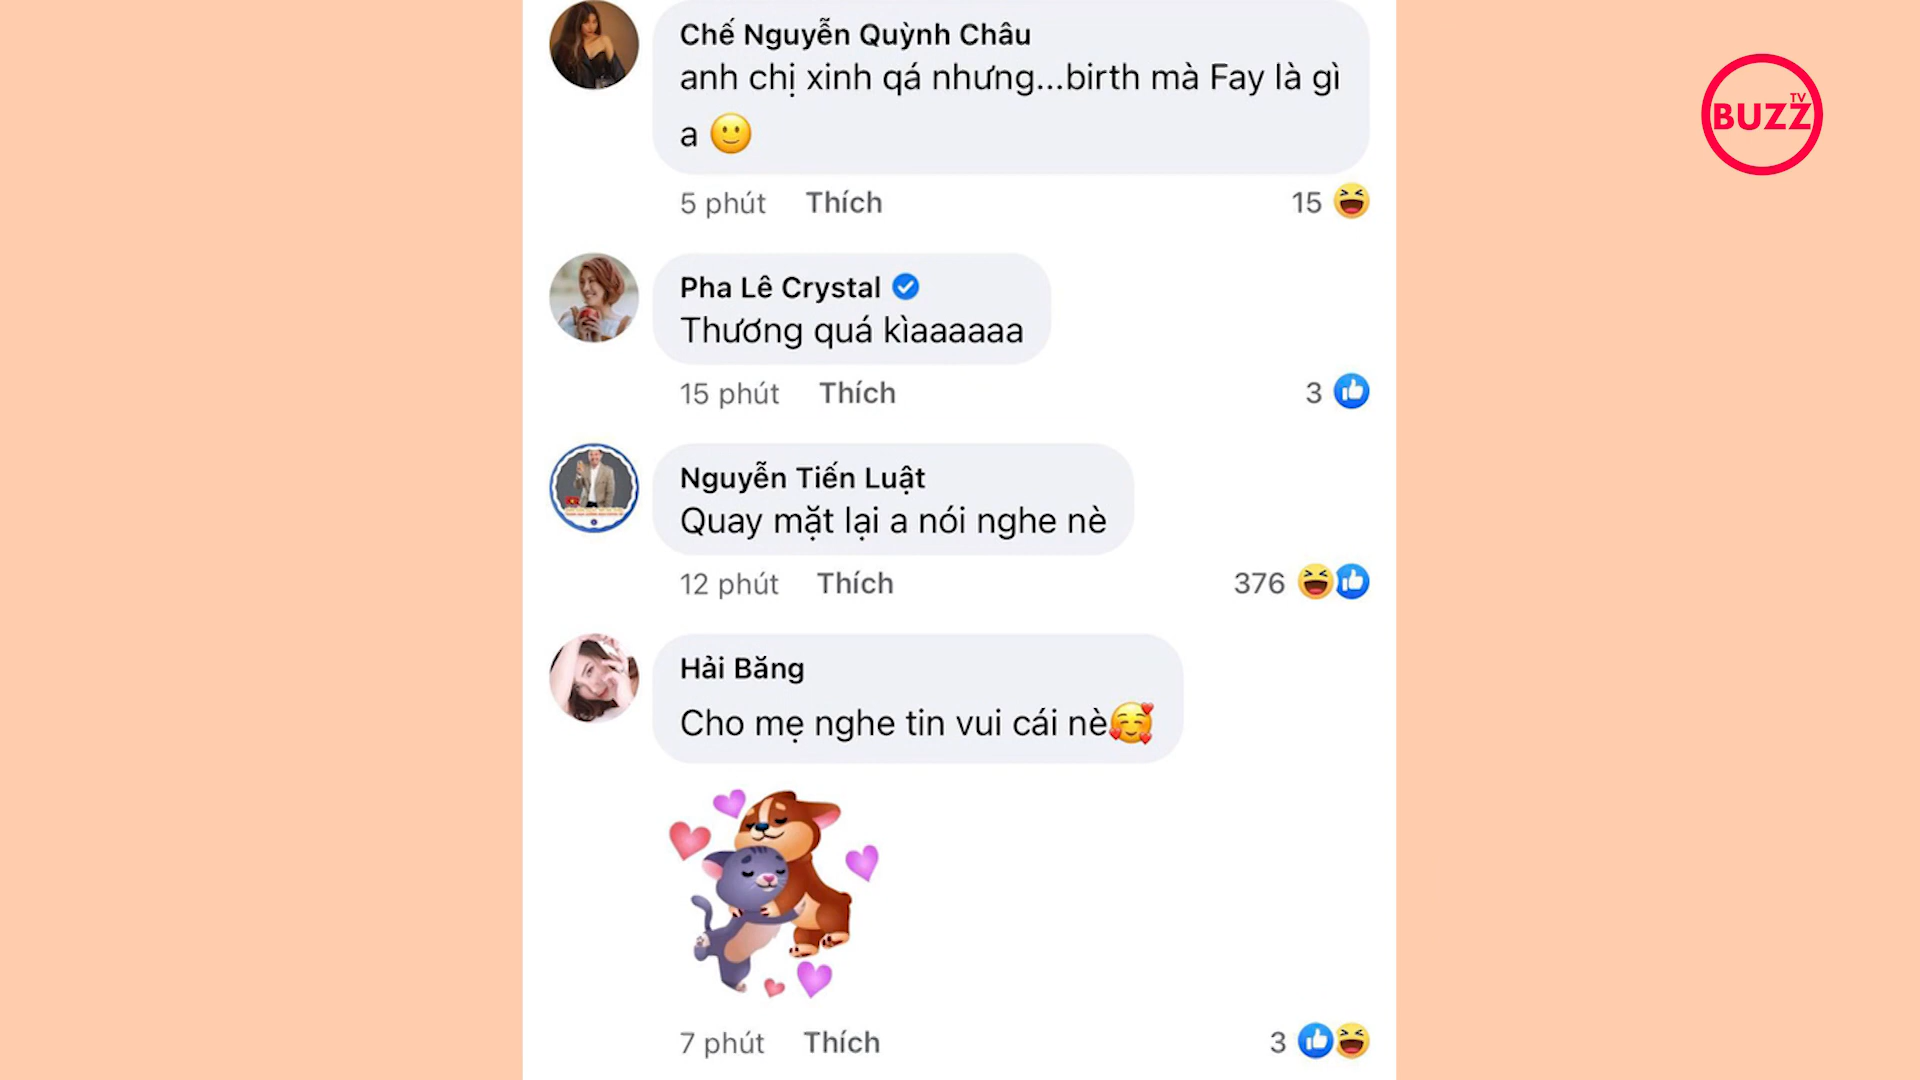 Chế Nguyễn Quỳnh Châu
anh chị xinh qá nhưng...birth mà Fay là gì
a
5 phút Thích 15
Pha Lê Crystal
Thương quá kìaaaaaa
15 phút Thích 3
Nguyễn Tiến Luật
Quay mặt lại a nói nghe nè
12 phút Thích 376
Hải Băng
Cho mẹ nghe tin vui cái nè
7 phút Thích 3
BUZZ TV